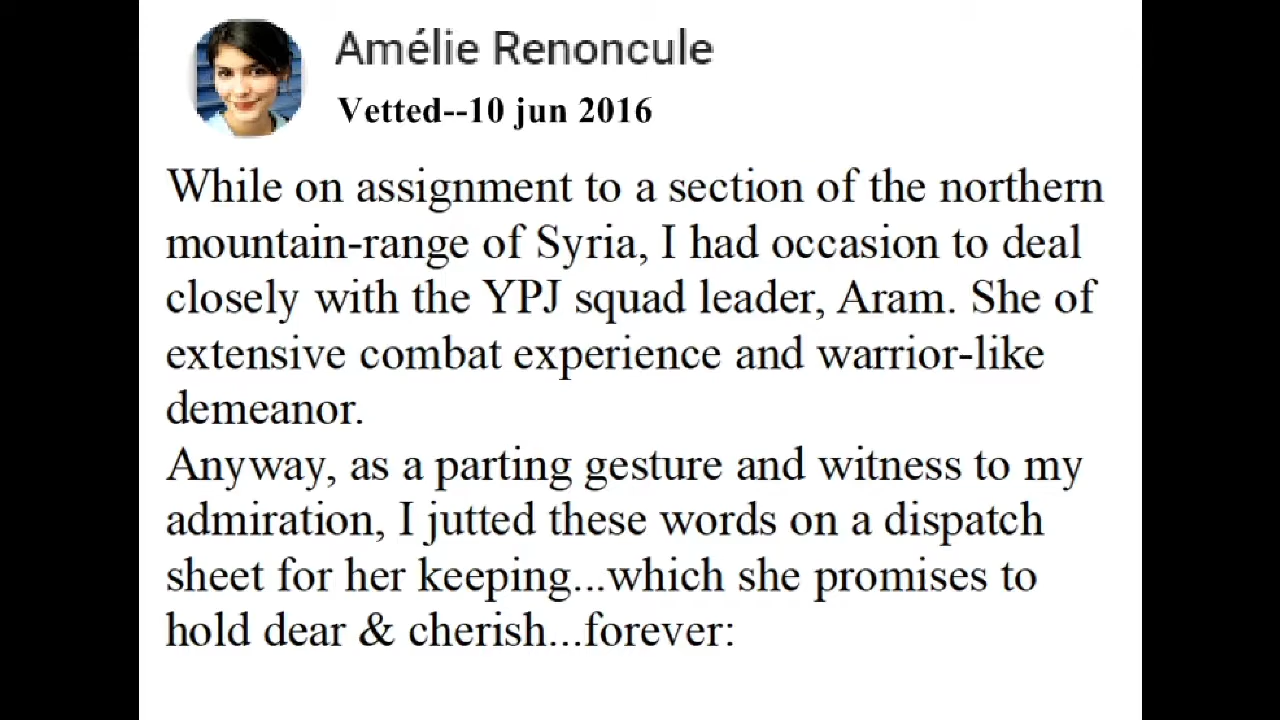 Amélie Renoncule
Vetted--10 jun 2016
While on assignment to a section of the northern
mountain-range of Syria, I had occasion to deal
closely with the YPJ squad leader, Aram. She of
extensive combat experience and warrior-like
demeanor.
Anyway, as a parting gesture and witness to my
admiration, I jutted these words on a dispatch
sheet for her keeping...which she promises to
hold dear & cherish...forever: